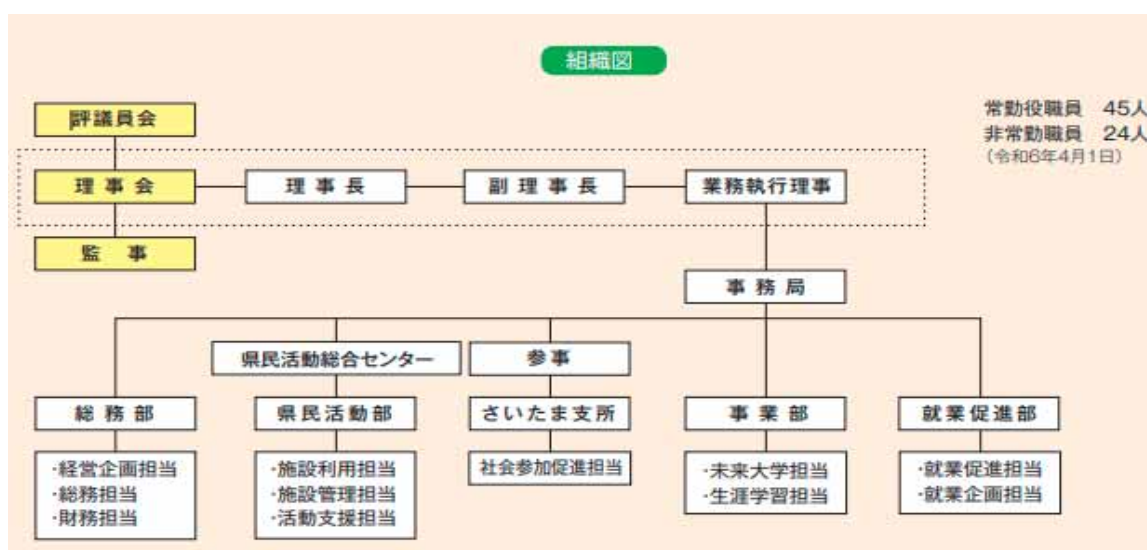 組織図
常勤役職員 45人
非常勤職員 24人
(令和6年4月1日)
評議員会
理事会
理事長
副理事長
業務執行理事
監事
事務局
県民活動総合センター
参事
総務部
県民活動部
さいたま支所
事業部
就業促進部
・経営企画担当
・総務担当
・財務担当
・施設利用担当
・施設管理担当
・活動支援担当
社会参加促進担当
・未来大学担当
・生涯学習担当
・就業促進担当
・就業企画担当